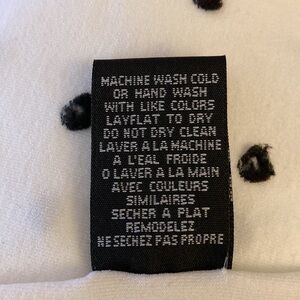 MACHINE WASH COLD
OR HAND WASH
WITH LIKE COLORS
LAYFLAT TO DRY
DO NOT DRY CLEAN
LAVER A LA MACHINE
A L'EAL FROIDE
O LAVER A LA MAIN
AVEC COULEURS
SIMILAIRES
SECHER A PLAT
REMODELEZ
NE SECHEZ PAS PROPRE